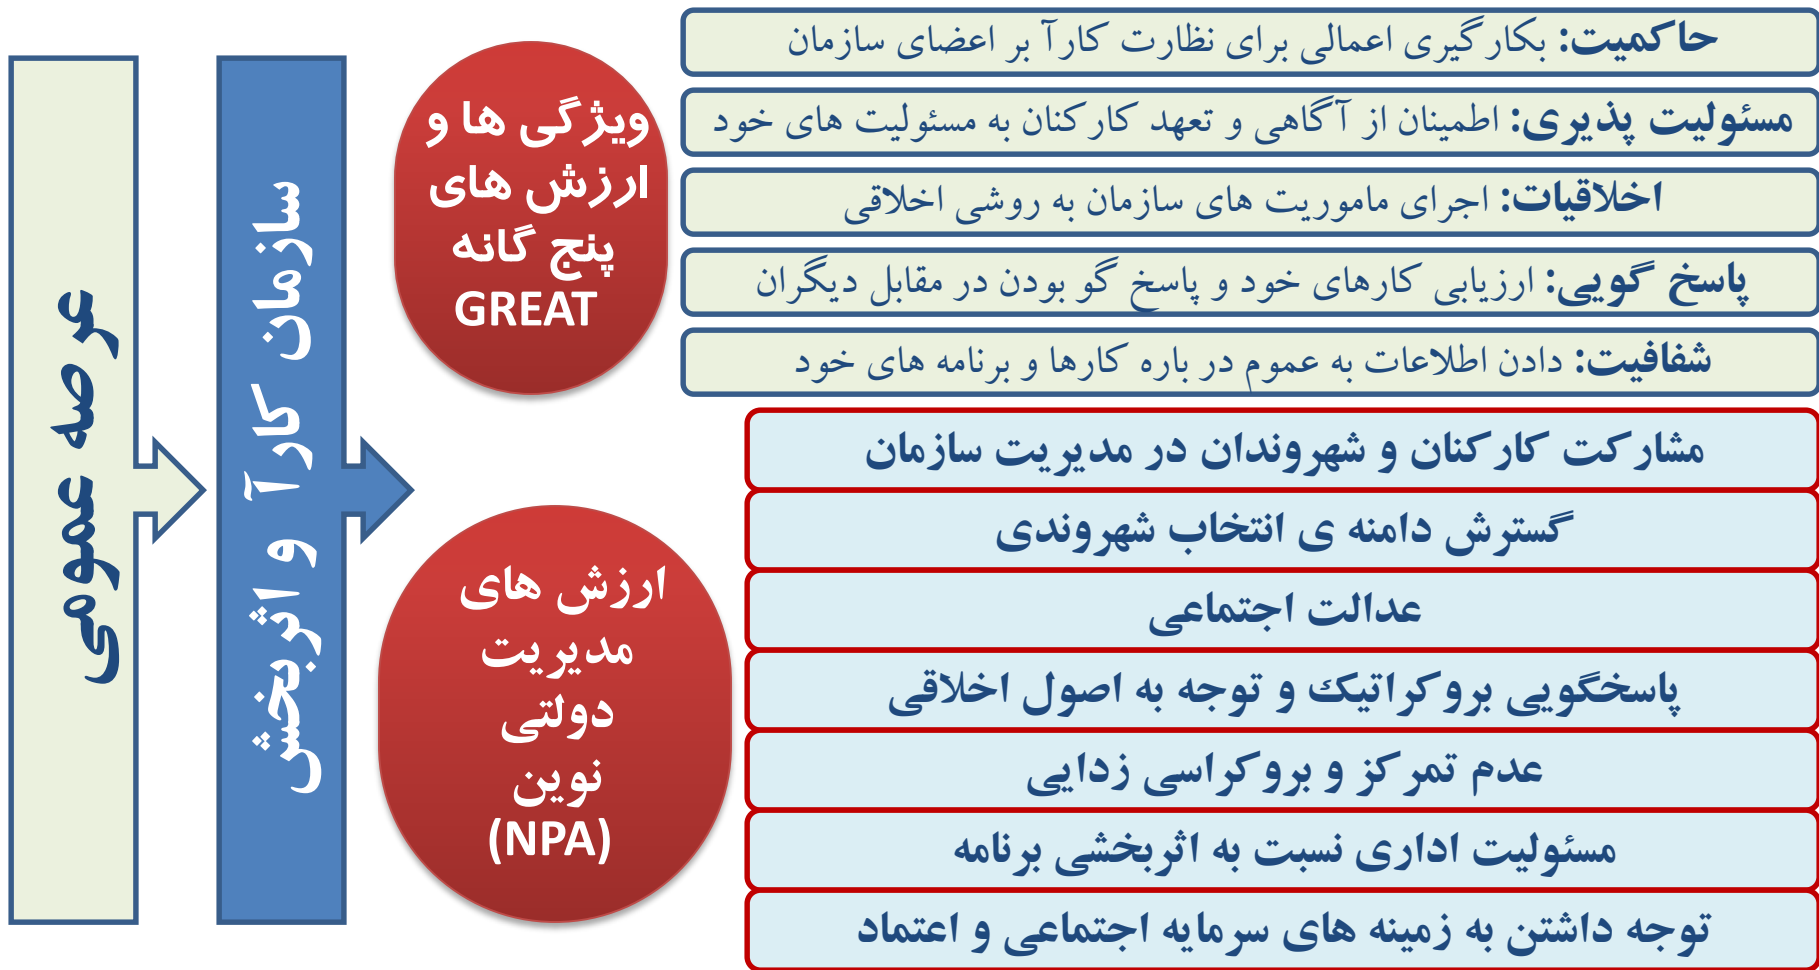 عرصه عمومی
سازمان کارآ و اثربخش
ویژگی ها و
ارزش های
پنج گانه
GREAT
حاکمیت: بکارگیری اعمالی برای نظارت کارآ بر اعضای سازمان
مسئولیت پذیری: اطمینان از آگاهی و تعهد کارکنان به مسئولیت های خود
اخلاقیات: اجرای ماموریت های سازمان به روشی اخلاقی
پاسخ گویی: ارزیابی کارهای خود و پاسخ گو بودن در مقابل دیگران
شفافیت: دادن اطلاعات به عموم در باره کارها و برنامه های خود
ارزش های
مدیریت
دولتی
نوین
(NPA)
مشارکت کارکنان و شهروندان در مدیریت سازمان
گسترش دامنه ی انتخاب شهروندی
عدالت اجتماعی
پاسخگویی بروکراتیک و توجه به اصول اخلاقی
عدم تمرکز و بروکراسی زدایی
مسئولیت اداری نسبت به اثربخشی برنامه
توجه داشتن به زمینه های سرمایه اجتماعی و اعتماد